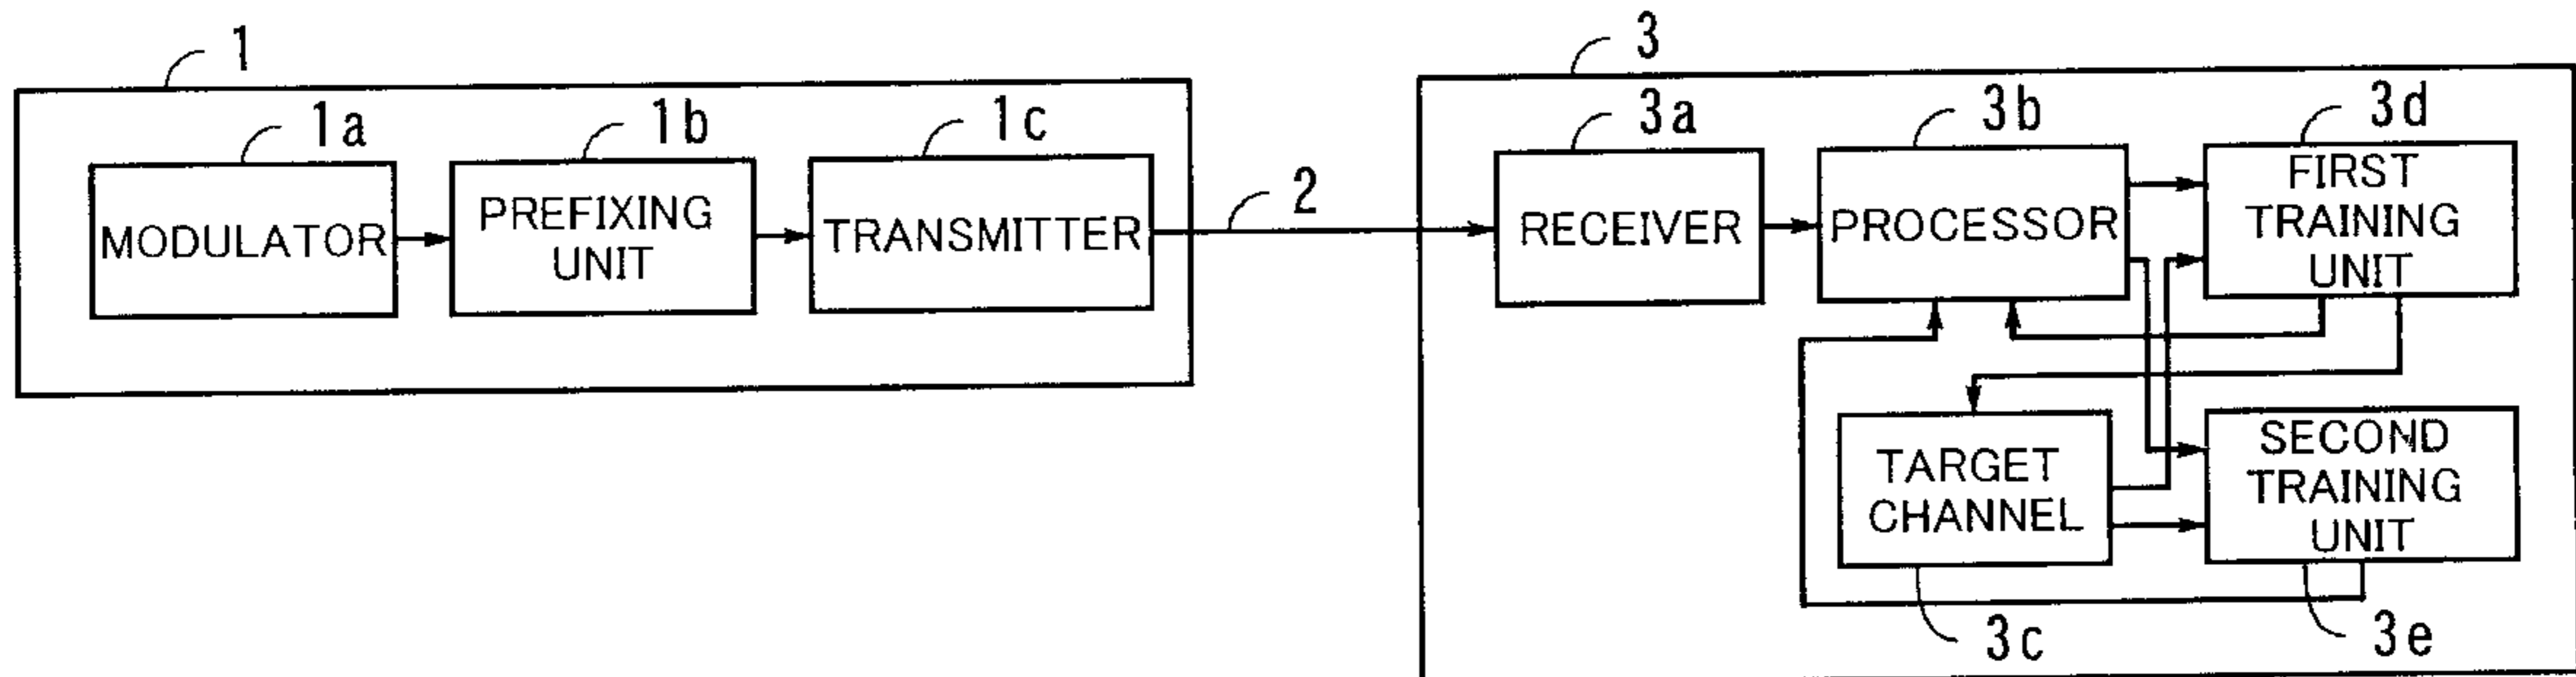 1
1a
1b
1c
MODULATOR
PREFIXING
UNIT
TRANSMITTER
2
3
3a
3b
3d
RECEIVER
PROCESSOR
FIRST
TRAINING
UNIT
TARGET
CHANNEL
SECOND
TRAINING
UNIT
3c
3e